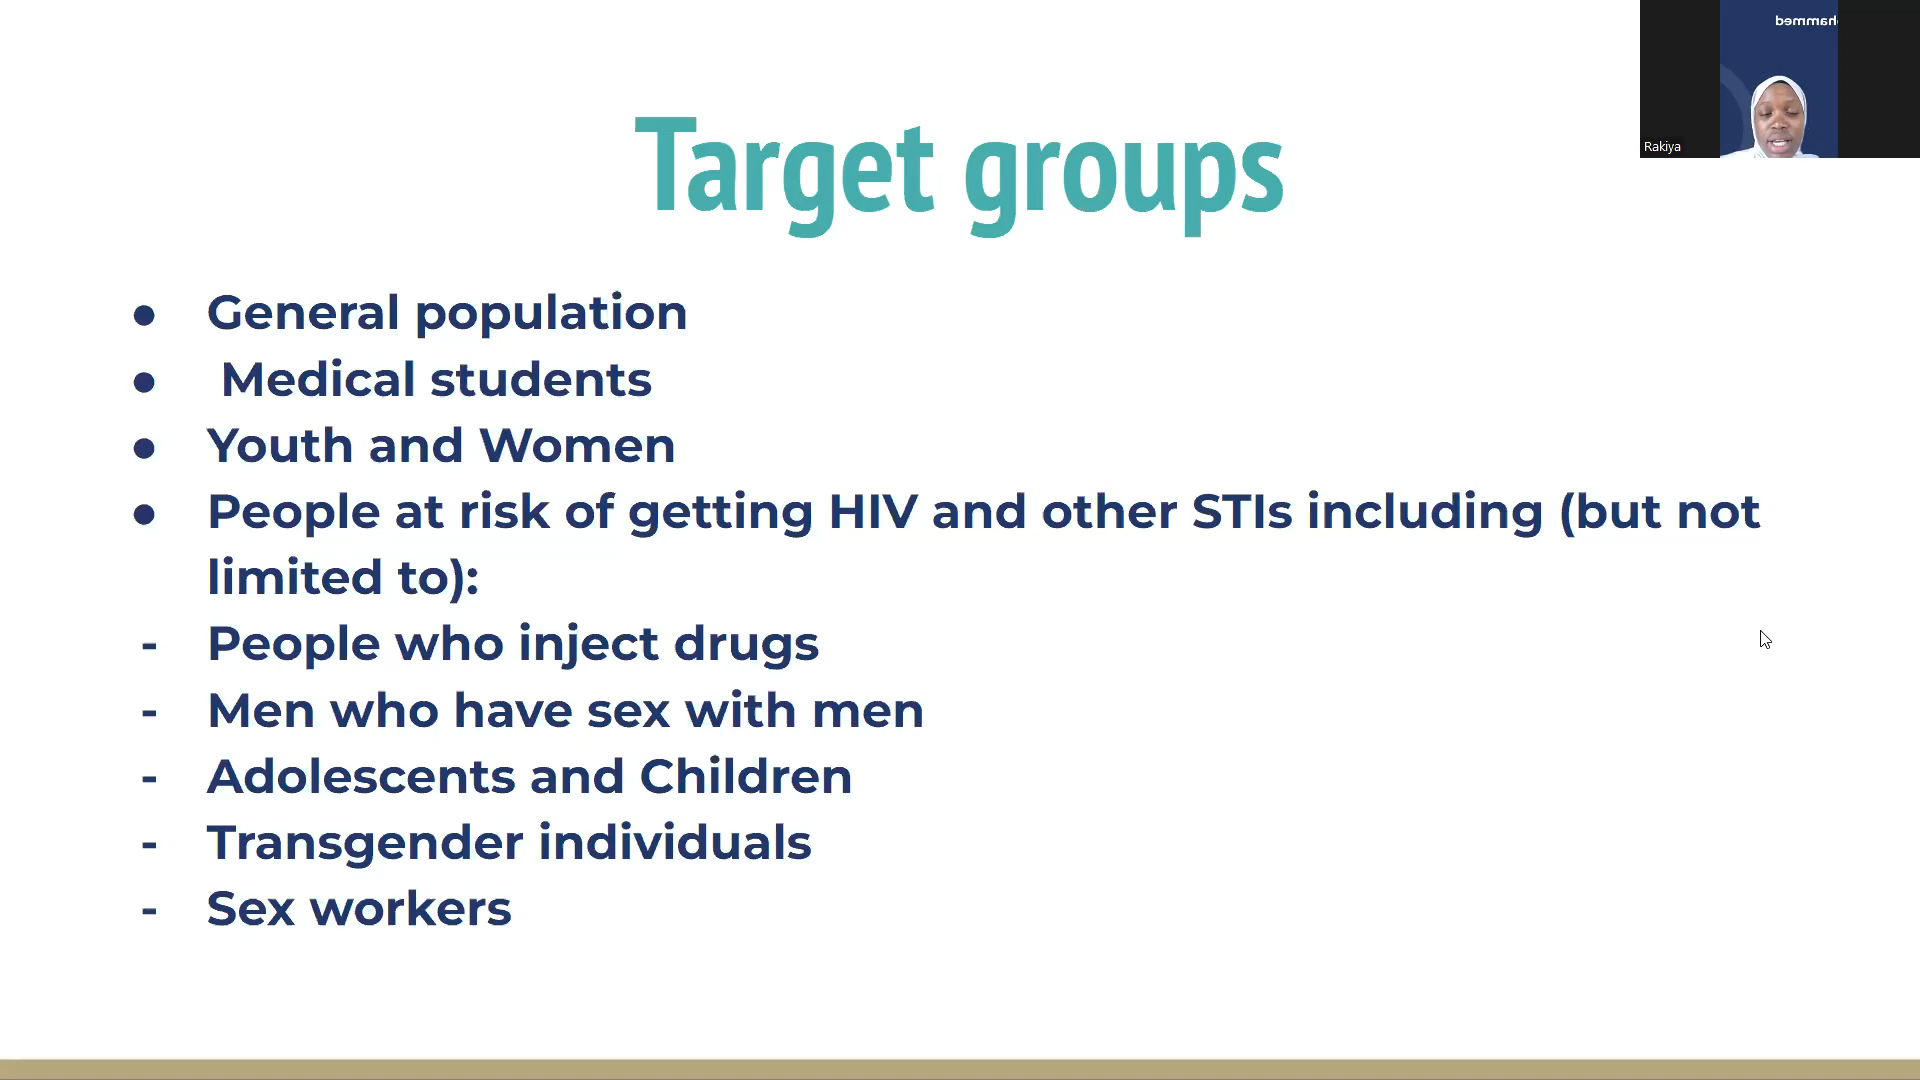 hammed
Rakiya
Target groups
● General population
● Medical students
● Youth and Women
● People at risk of getting HIV and other STIs including (but not
limited to):
- People who inject drugs
- Men who have sex with men
- Adolescents and Children
- Transgender individuals
- Sex workers